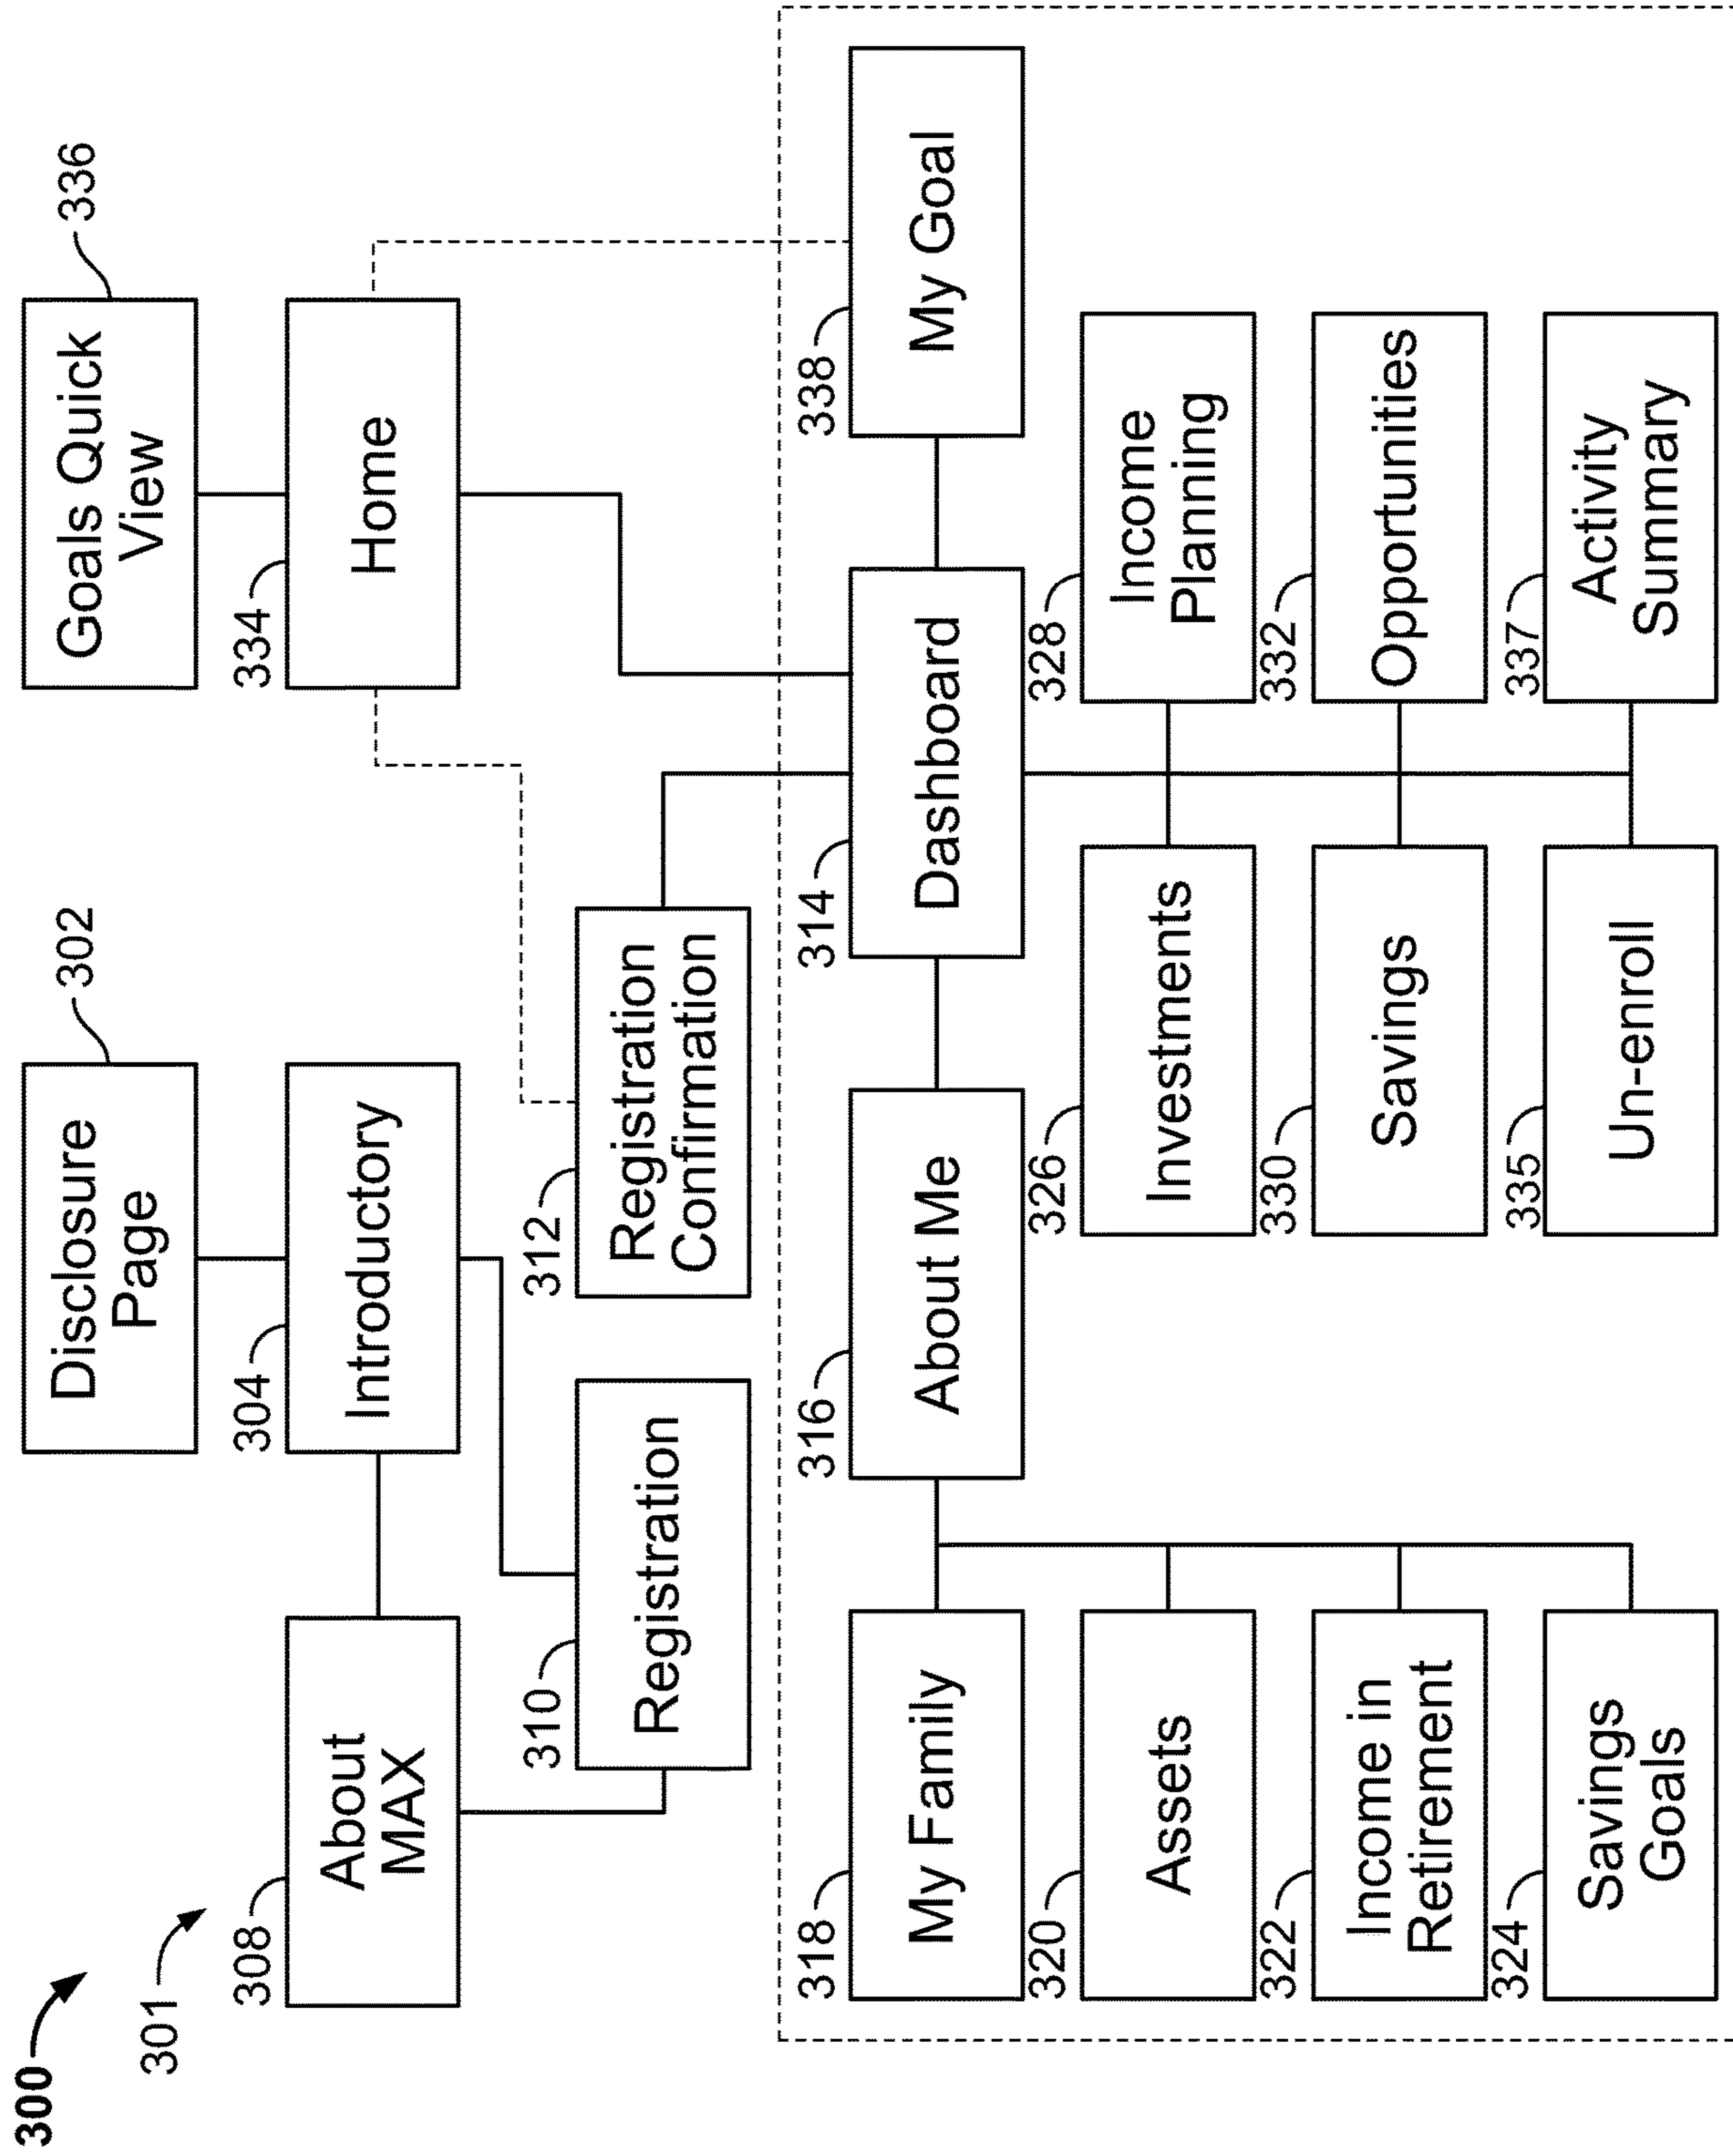 300
301
Disclosure
Page
302
Goals Quick
View
336
308
About
MAX
304
Introductory
334
Home
310
Registration
312
Registration
Confirmation
318
My Family
316
About Me
314
Dashboard
338
My Goal
320
Assets
326
Investments
328
Income
Planning
322
Income in
Retirement
330
Savings
332
Opportunities
324
Savings
Goals
335
Un-enroll
337
Activity
Summary